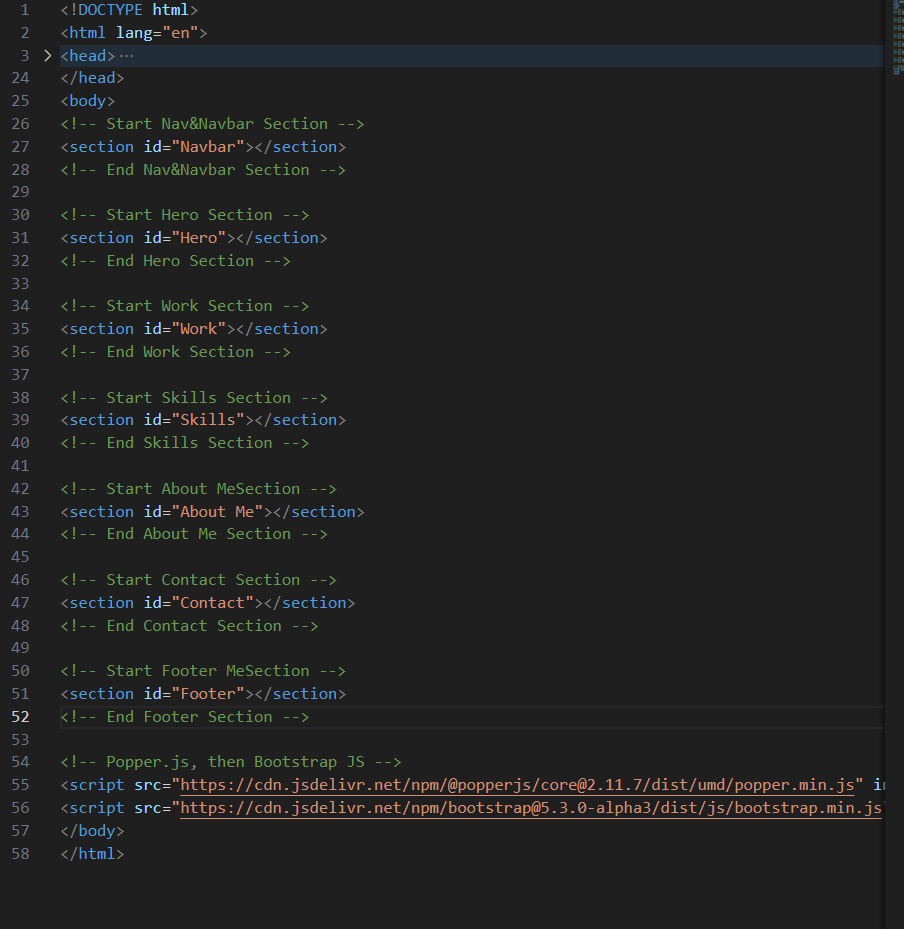 1 <!DOCTYPE html>
2 <html lang="en">
3 > <head>···
24 </head>
25 <body>
26 <!-- Start Nav&Navbar Section -->
27 <section id="Navbar"></section>
28 <!-- End Nav&Navbar Section -->
29
30 <!-- Start Hero Section -->
31 <section id="Hero"></section>
32 <!-- End Hero Section -->
33
34 <!-- Start Work Section -->
35 <section id="Work"></section>
36 <!-- End Work Section -->
37
38 <!-- Start Skills Section -->
39 <section id="Skills"></section>
40 <!-- End Skills Section -->
41
42 <!-- Start About MeSection -->
43 <section id="About Me"></section>
44 <!-- End About Me Section -->
45
46 <!-- Start Contact Section -->
47 <section id="Contact"></section>
48 <!-- End Contact Section -->
49
50 <!-- Start Footer MeSection -->
51 <section id="Footer"></section>
52 <!-- End Footer Section -->
53
54 <!-- Popper.js, then Bootstrap JS -->
55 <script src="https://cdn.jsdelivr.net/npm/@popperjs/core@2.11.7/dist/umd/popper.min.js"
56 <script src="https://cdn.jsdelivr.net/npm/bootstrap@5.3.0-alpha3/dist/js/bootstrap.min.js
57 </body>
58 </html>